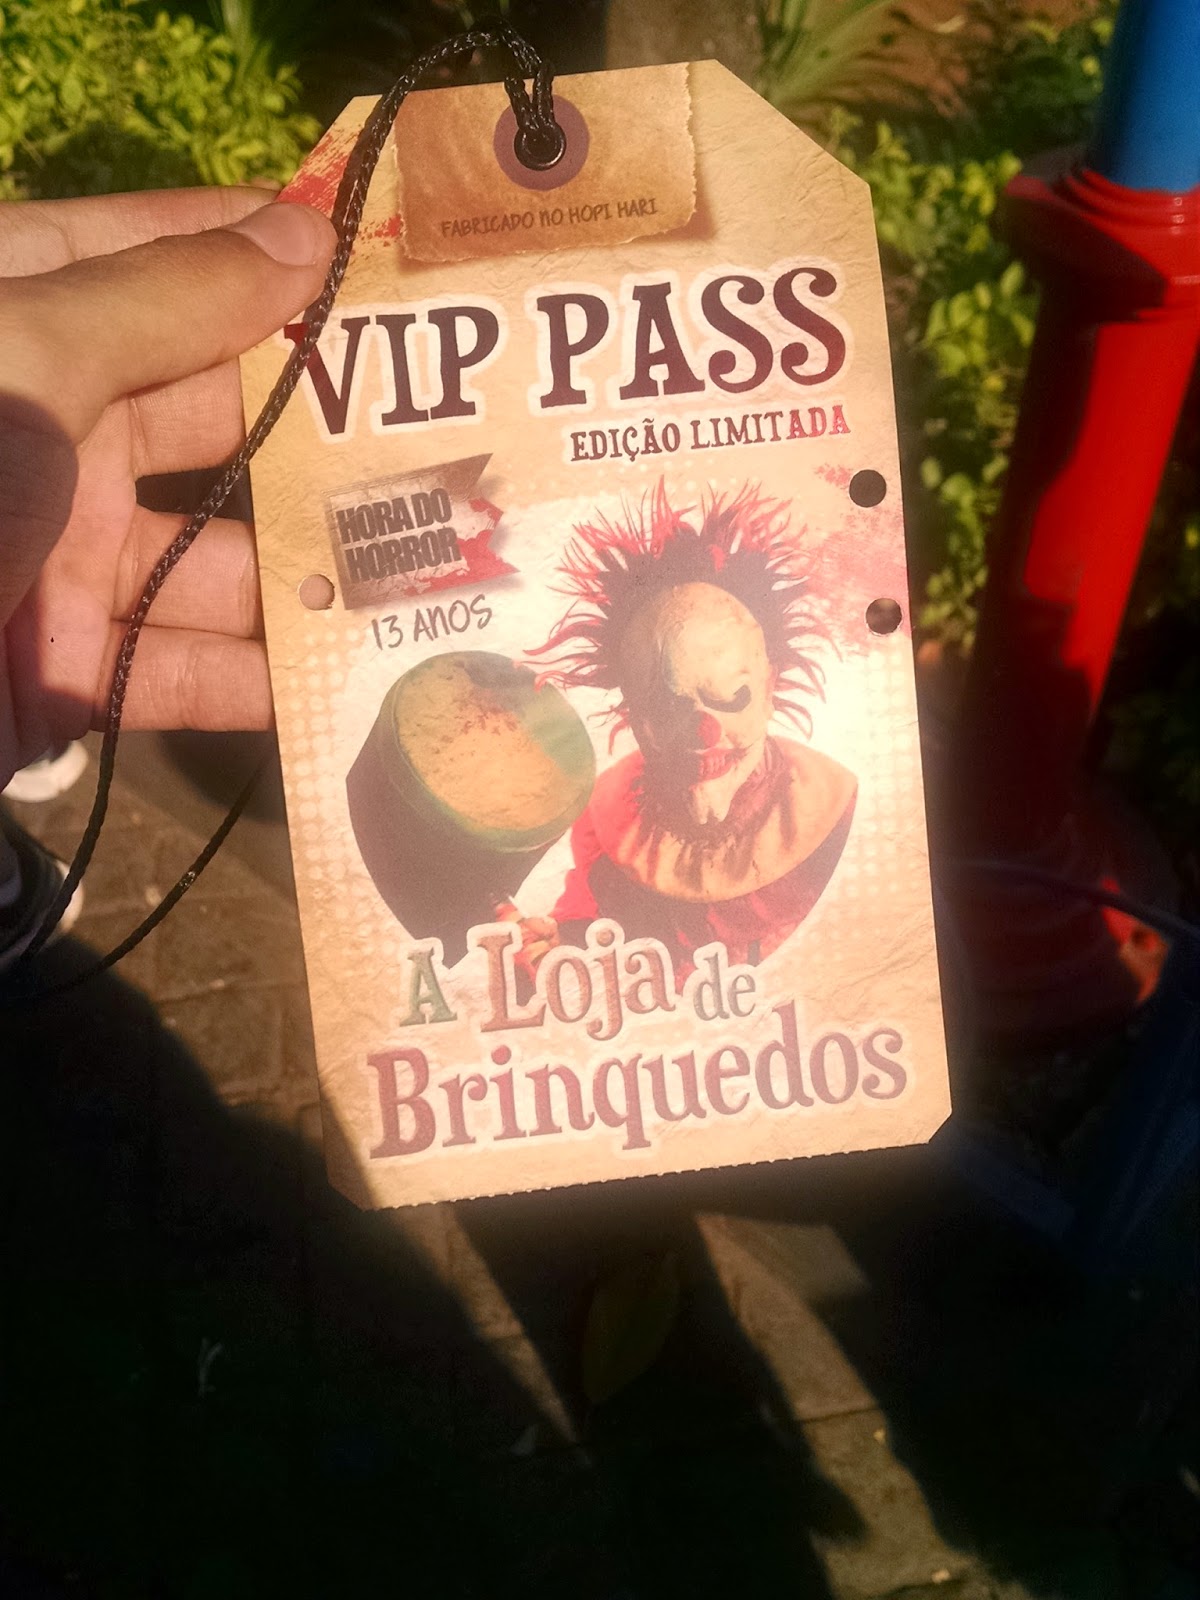 FABRICADO NO HOPI HARI
VIP PASS
EDIÇÃO LIMITADA
HORA DO
HORROR
13 ANOS
A Loja de
Brinquedos